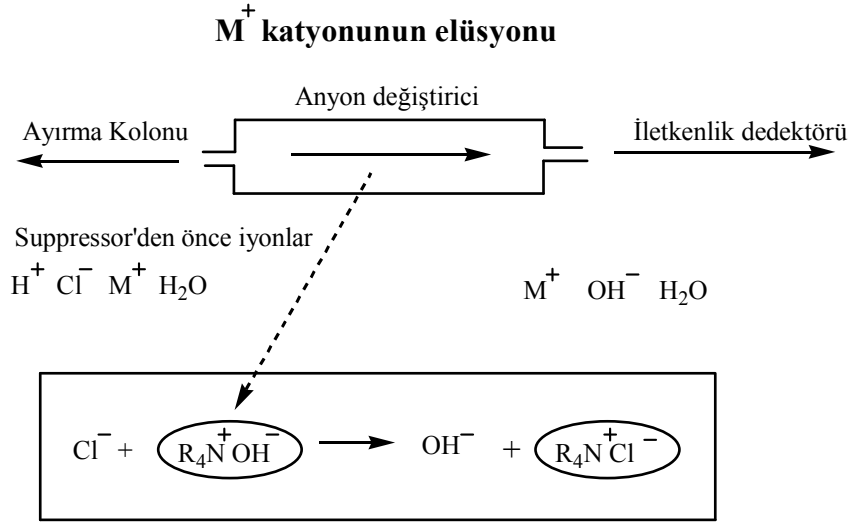 M⁺ katyonunun elüsyonu
Anyon değiştirici
Ayırma Kolonu
İletkenlik dedektörü
Suppressor'den önce iyonlar
H⁺ Cl⁻ M⁺ H₂O
M⁺ OH⁻ H₂O
Cl⁻ + R₄N⁺OH⁻ → OH⁻ + R₄N⁺Cl⁻